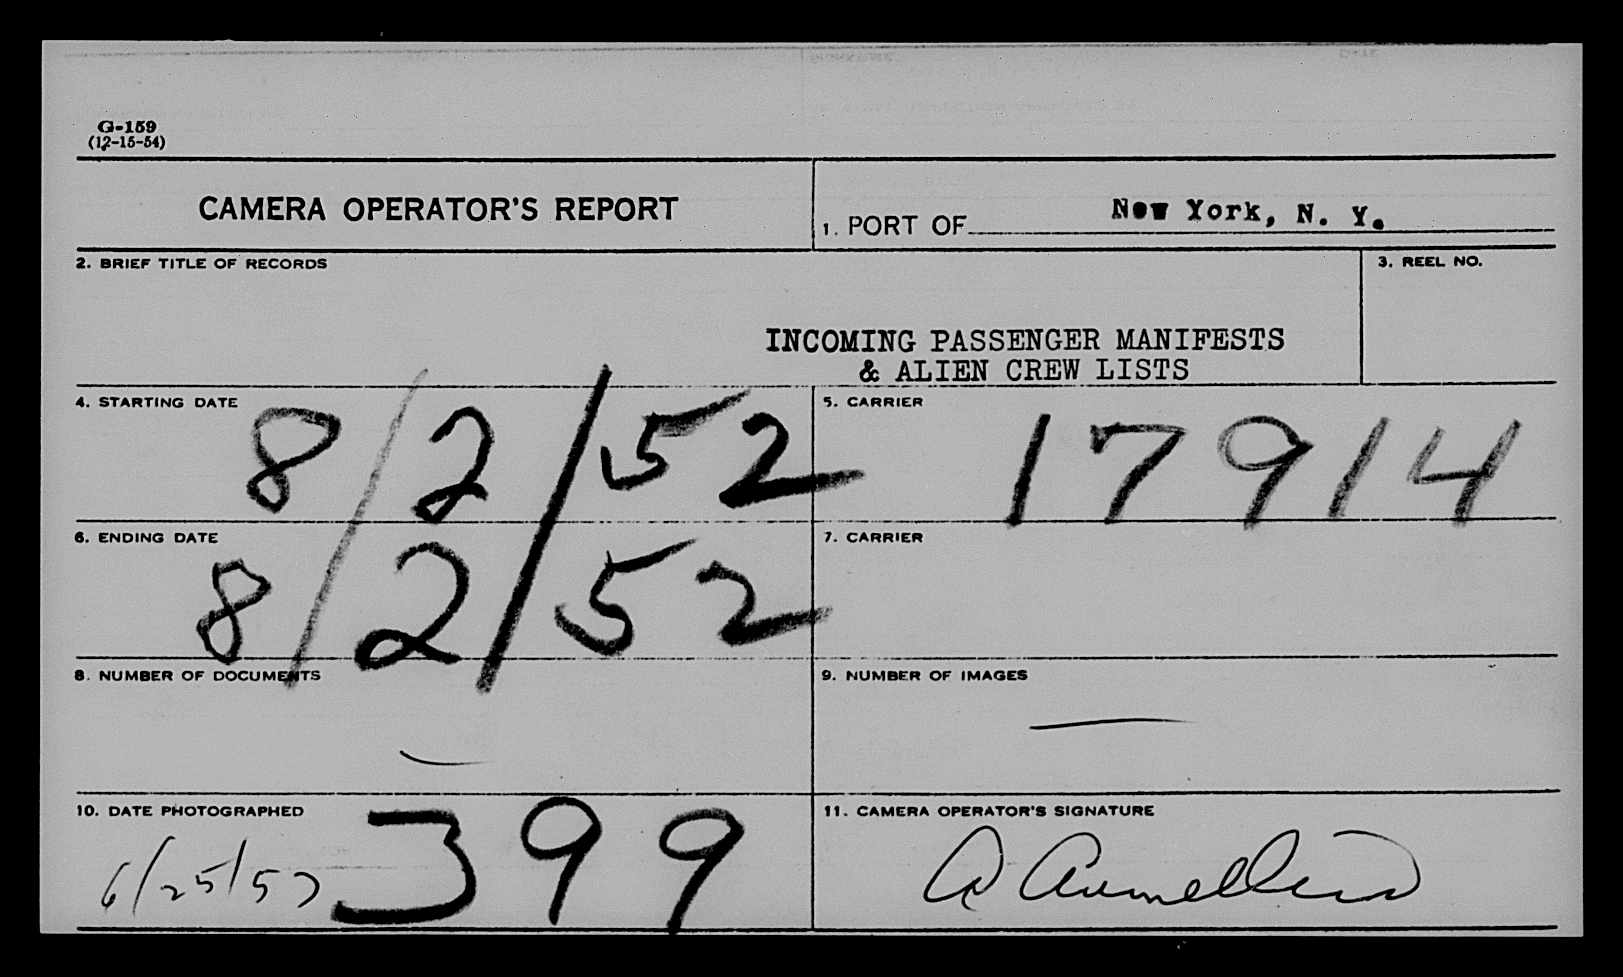 G-159
(12-15-54)
CAMERA OPERATOR'S REPORT
1. PORT OF New York, N. Y.
2. BRIEF TITLE OF RECORDS
3. REEL NO.
INCOMING PASSENGER MANIFESTS
& ALIEN CREW LISTS
4. STARTING DATE 8/2/52
5. CARRIER 17914
6. ENDING DATE 8/2/52
7. CARRIER
8. NUMBER OF DOCUMENTS —
9. NUMBER OF IMAGES —
10. DATE PHOTOGRAPHED 6/25/57 399
11. CAMERA OPERATOR'S SIGNATURE